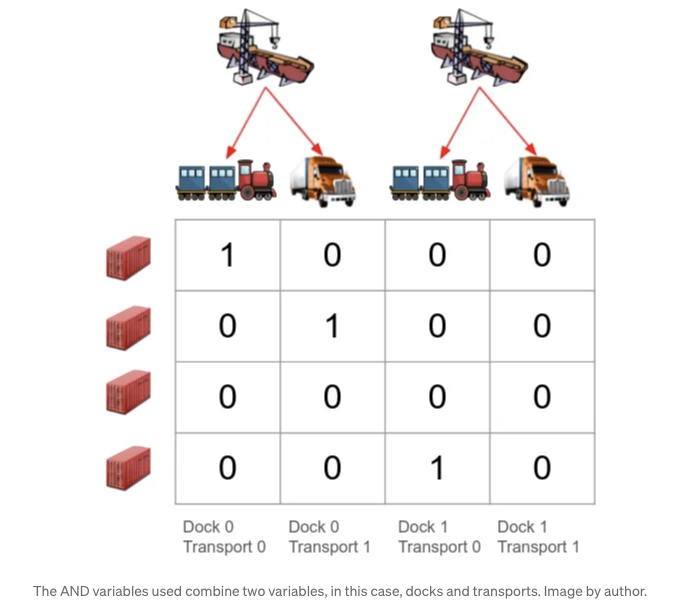 1 0 0 0
0 1 0 0
0 0 0 0
0 0 1 0
Dock 0 Dock 0 Dock 1 Dock 1
Transport 0 Transport 1 Transport 0 Transport 1
The AND variables used combine two variables, in this case, docks and transports. Image by author.